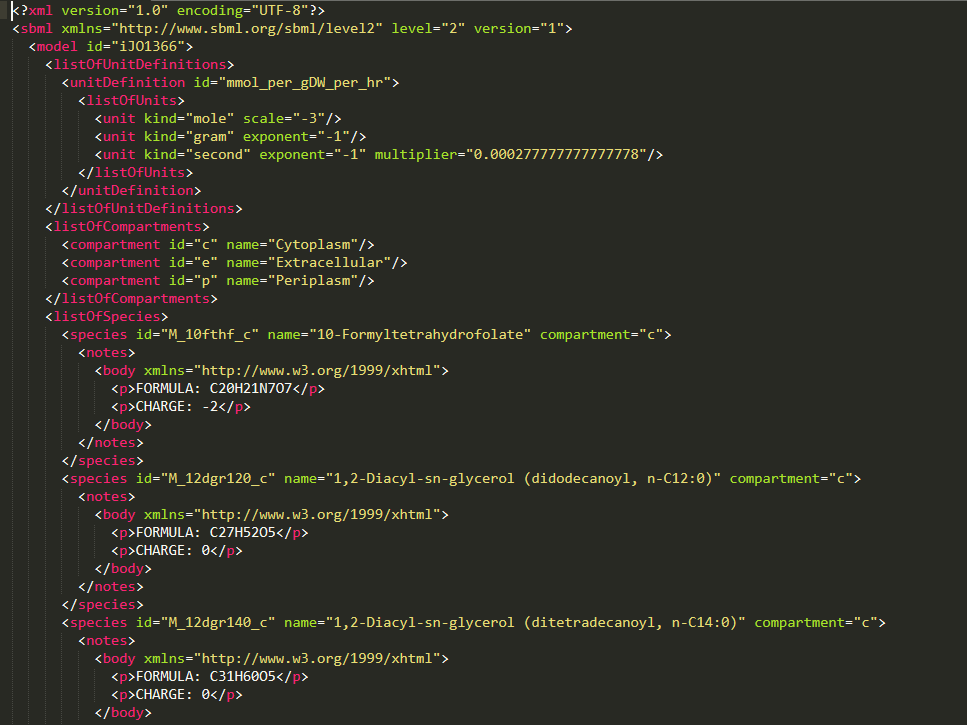 <?xml version="1.0" encoding="UTF-8"?>
<sbml xmlns="http://www.sbml.org/sbml/level2" level="2" version="1">
  <model id="iJO1366">
    <listOfUnitDefinitions>
      <unitDefinition id="mmol_per_gDW_per_hr">
        <listOfUnits>
          <unit kind="mole" scale="-3"/>
          <unit kind="gram" exponent="-1"/>
          <unit kind="second" exponent="-1" multiplier="0.000277777777777778"/>
        </listOfUnits>
      </unitDefinition>
    </listOfUnitDefinitions>
    <listOfCompartments>
      <compartment id="c" name="Cytoplasm"/>
      <compartment id="e" name="Extracellular"/>
      <compartment id="p" name="Periplasm"/>
    </listOfCompartments>
    <listOfSpecies>
      <species id="M_10fthf_c" name="10-Formyltetrahydrofolate" compartment="c">
        <notes>
          <body xmlns="http://www.w3.org/1999/xhtml">
            <p>FORMULA: C20H21N7O7</p>
            <p>CHARGE: -2</p>
          </body>
        </notes>
      </species>
      <species id="M_12dgr120_c" name="1,2-Diacyl-sn-glycerol (didodecanoyl, n-C12:0)" compartment="c">
        <notes>
          <body xmlns="http://www.w3.org/1999/xhtml">
            <p>FORMULA: C27H52O5</p>
            <p>CHARGE: 0</p>
          </body>
        </notes>
      </species>
      <species id="M_12dgr140_c" name="1,2-Diacyl-sn-glycerol (ditetradecanoyl, n-C14:0)" compartment="c">
        <notes>
          <body xmlns="http://www.w3.org/1999/xhtml">
            <p>FORMULA: C31H60O5</p>
            <p>CHARGE: 0</p>
          </body>